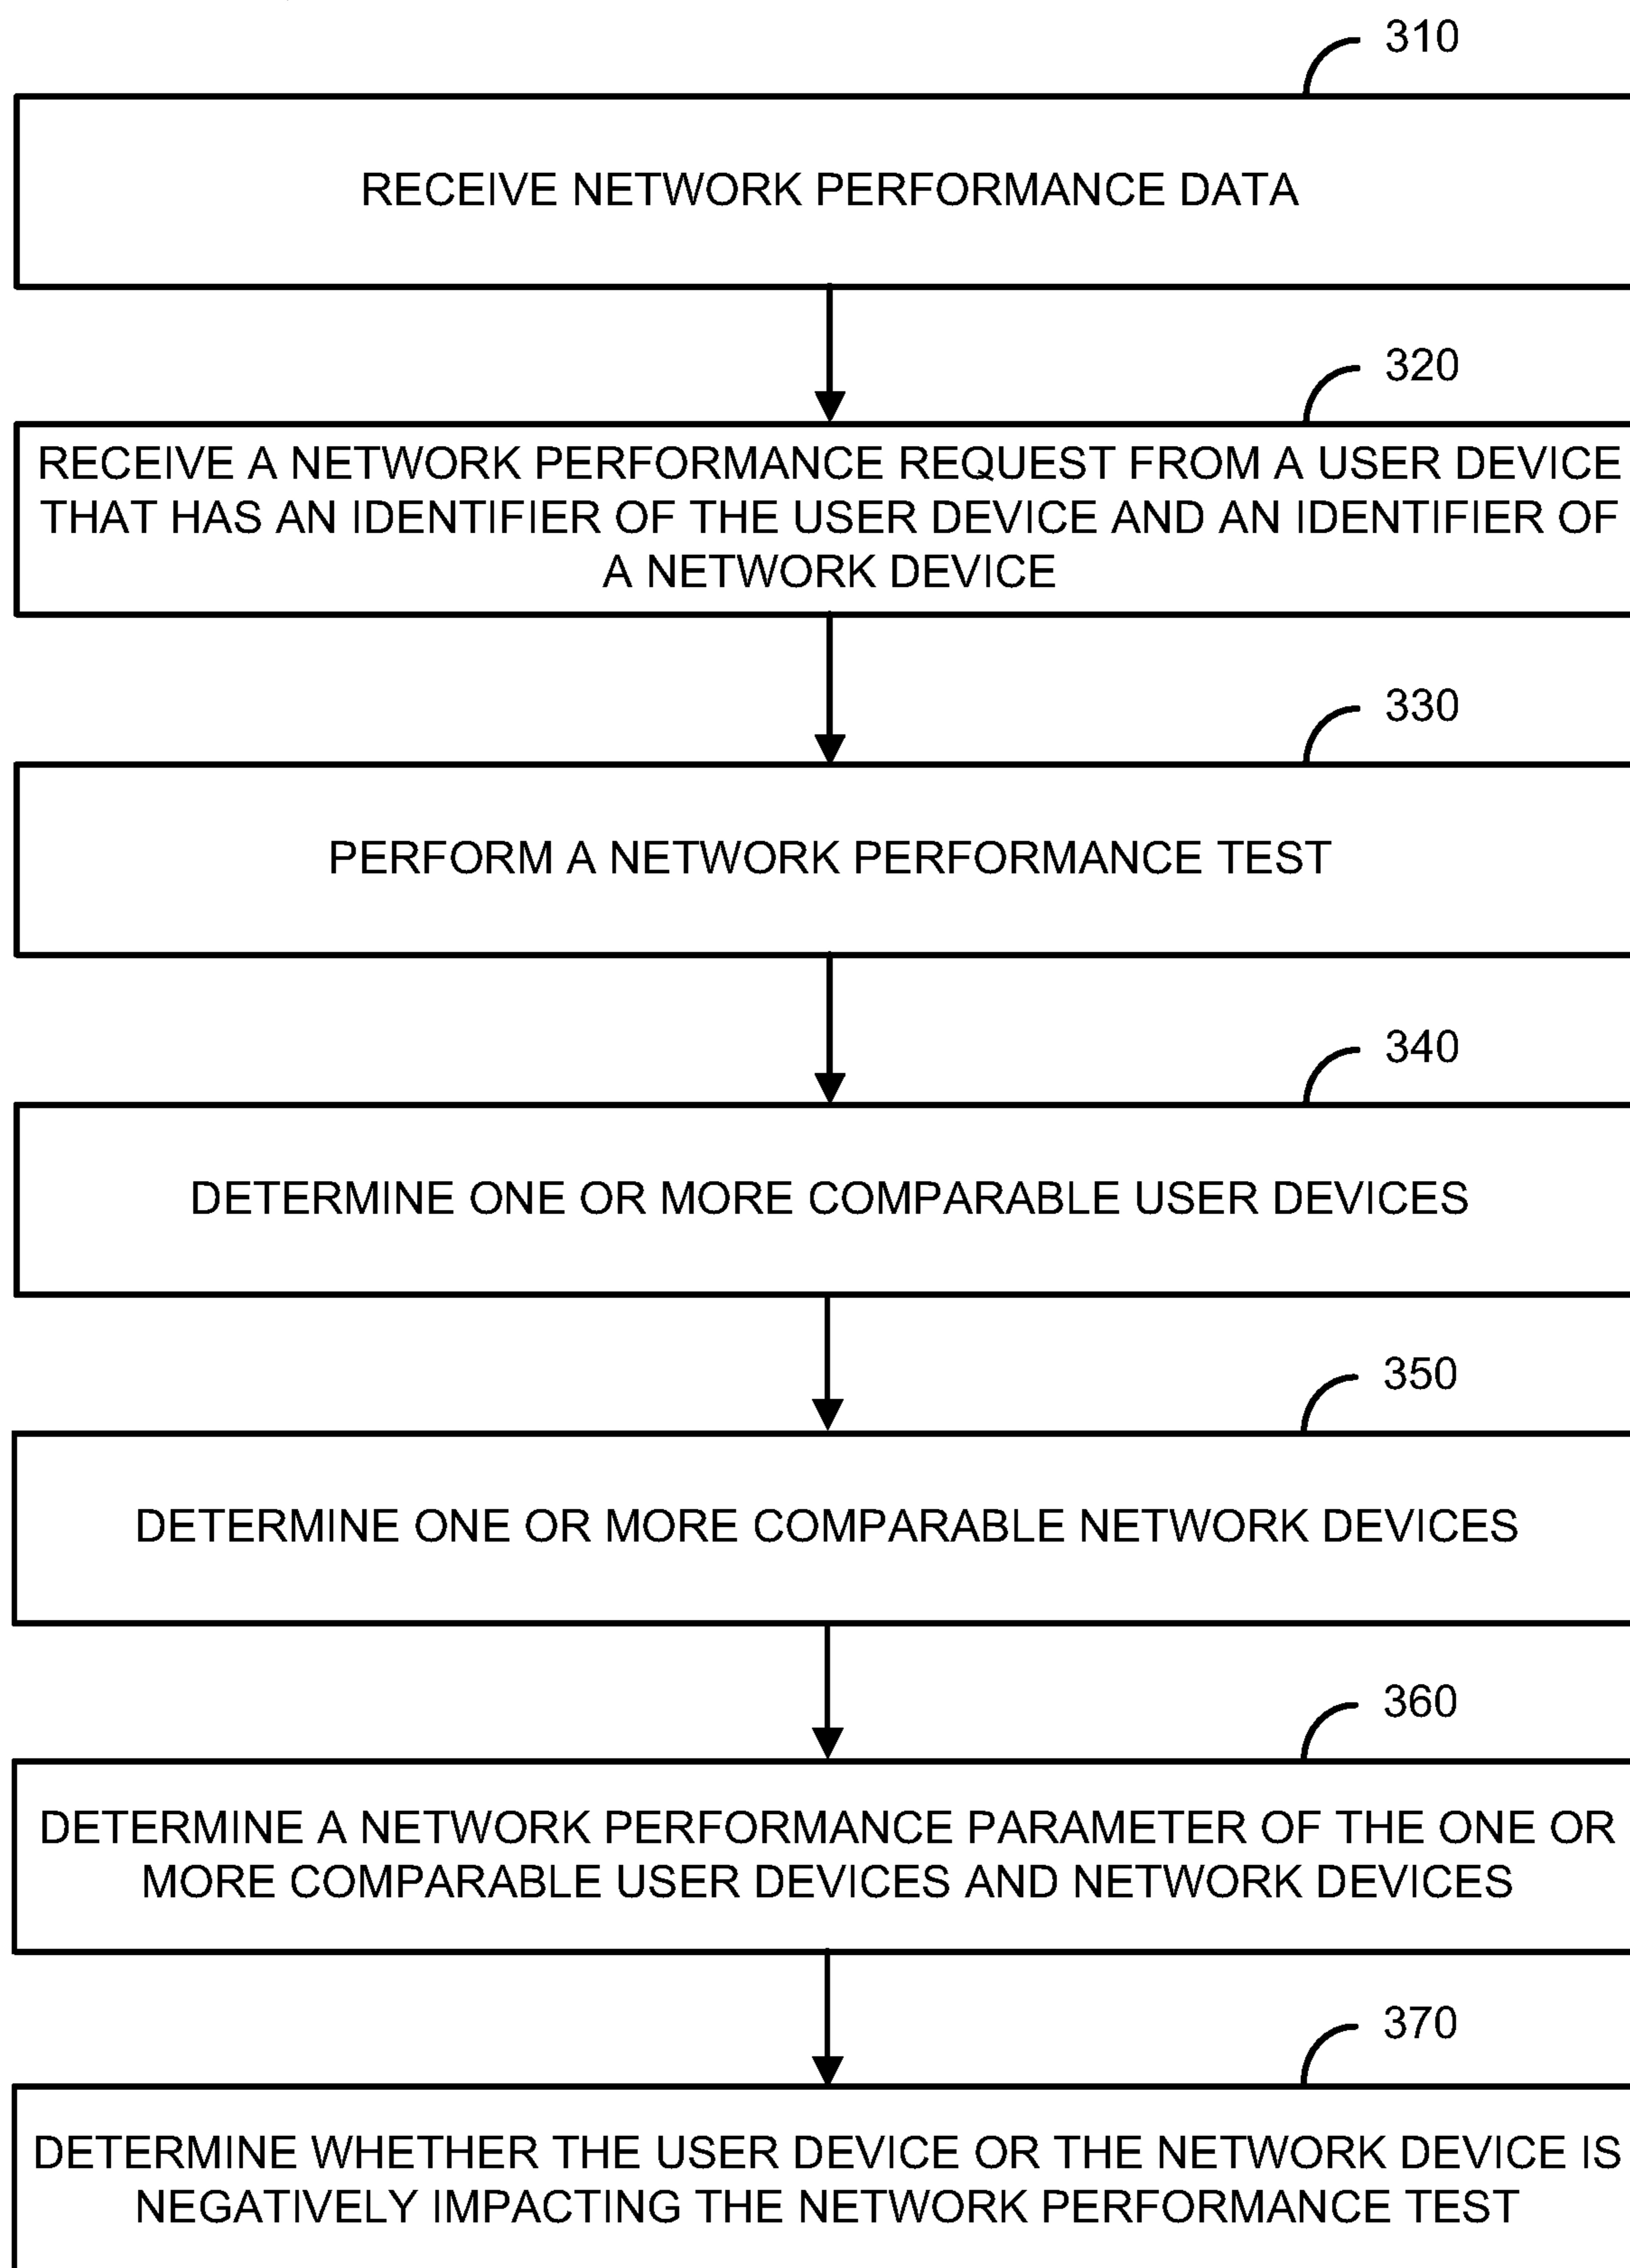 310
RECEIVE NETWORK PERFORMANCE DATA
320
RECEIVE A NETWORK PERFORMANCE REQUEST FROM A USER DEVICE
THAT HAS AN IDENTIFIER OF THE USER DEVICE AND AN IDENTIFIER OF
A NETWORK DEVICE
330
PERFORM A NETWORK PERFORMANCE TEST
340
DETERMINE ONE OR MORE COMPARABLE USER DEVICES
350
DETERMINE ONE OR MORE COMPARABLE NETWORK DEVICES
360
DETERMINE A NETWORK PERFORMANCE PARAMETER OF THE ONE OR
MORE COMPARABLE USER DEVICES AND NETWORK DEVICES
370
DETERMINE WHETHER THE USER DEVICE OR THE NETWORK DEVICE IS
NEGATIVELY IMPACTING THE NETWORK PERFORMANCE TEST